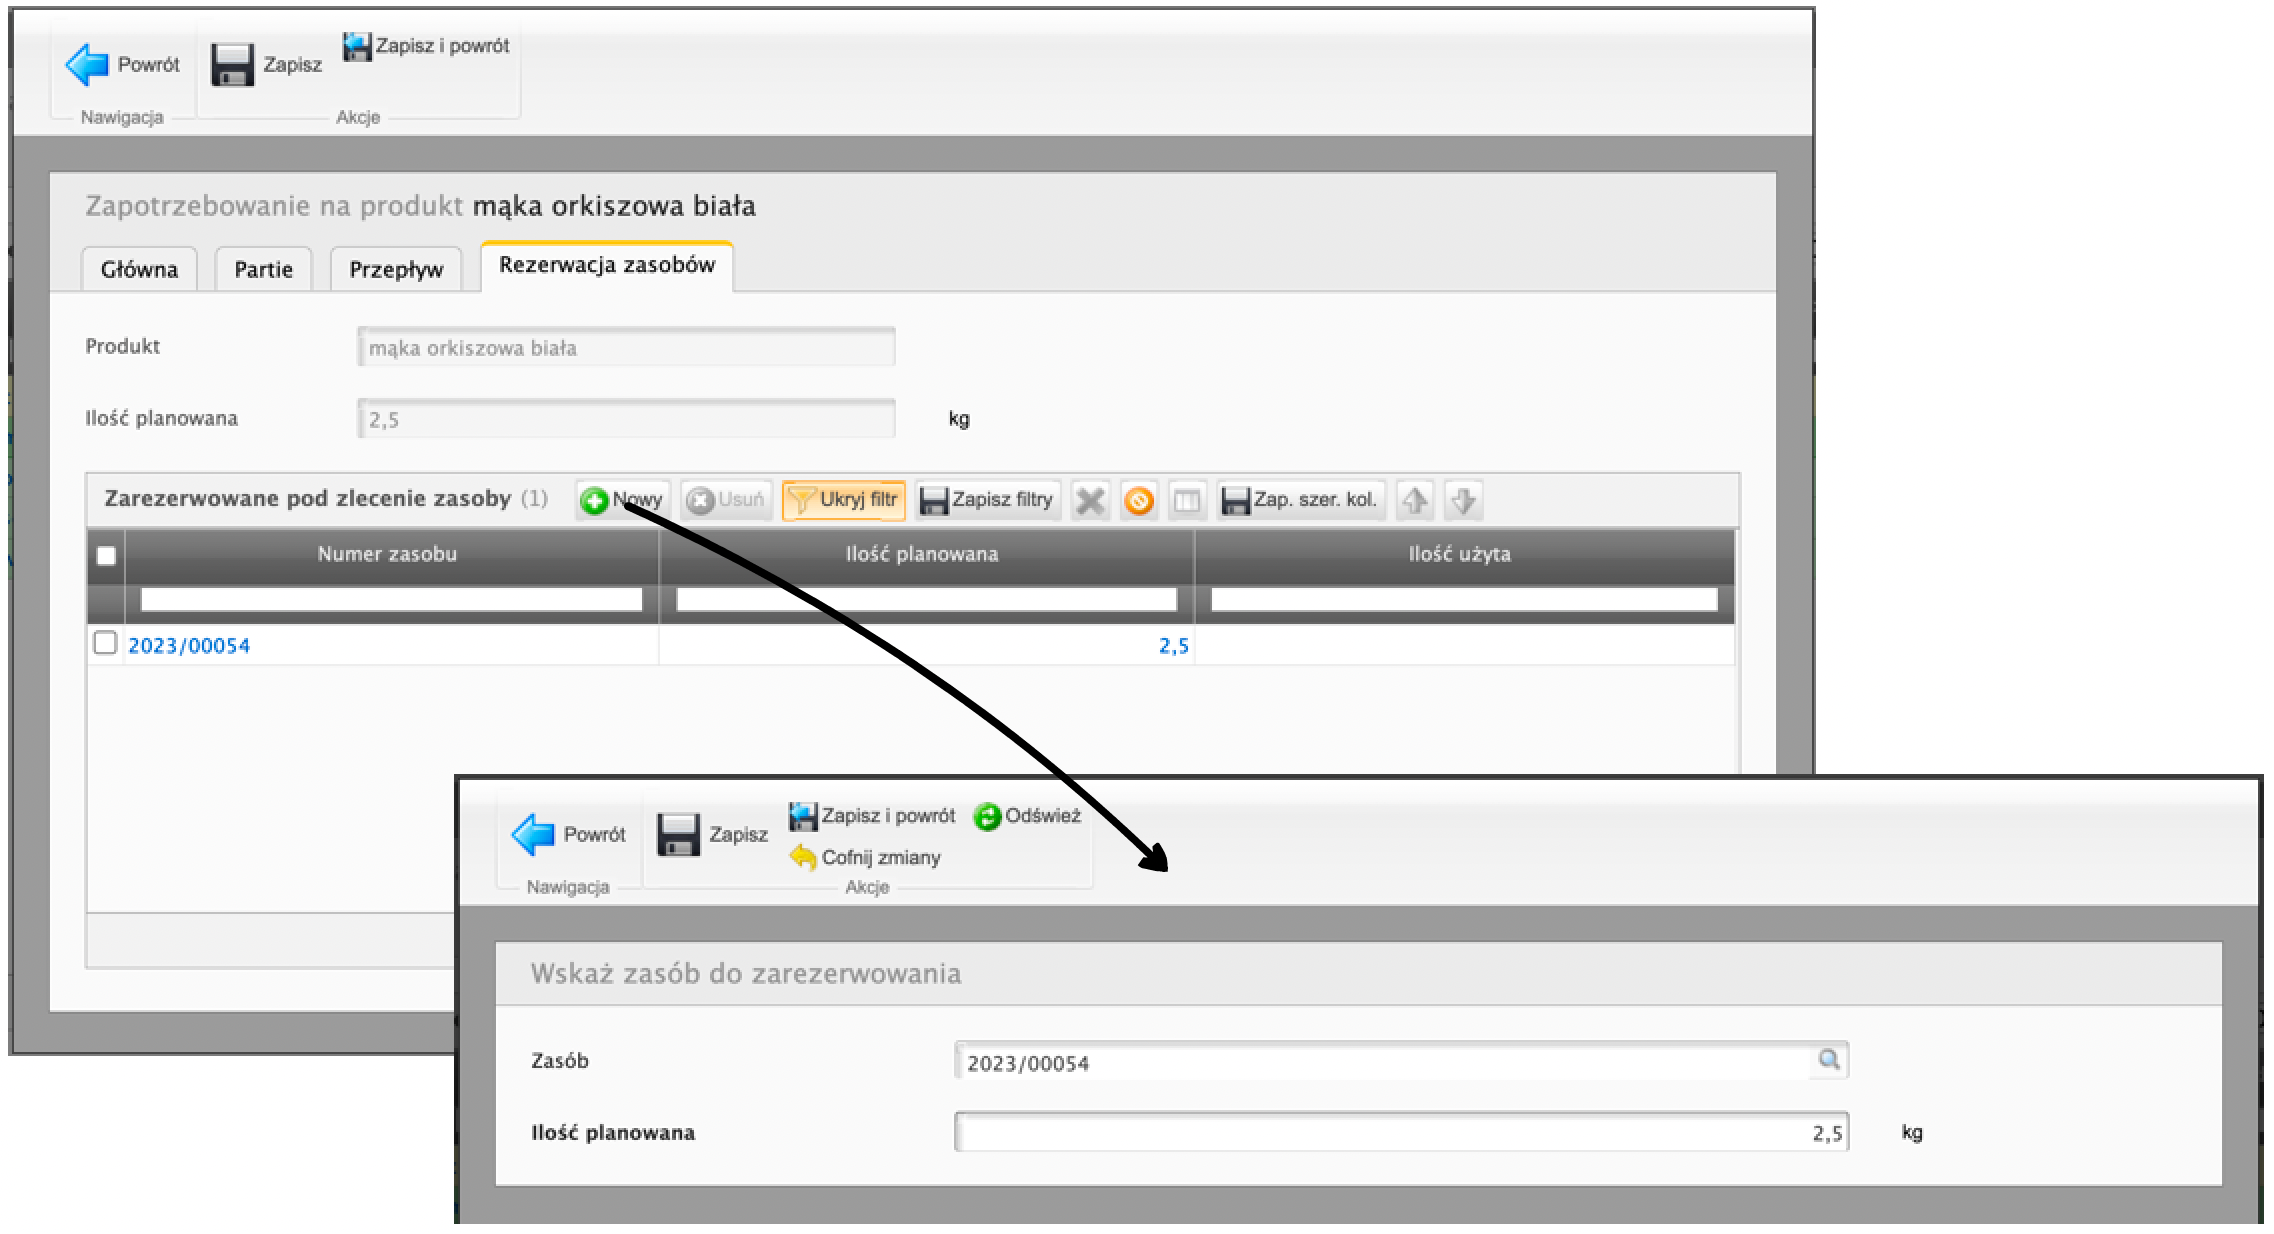 Powrót Zapisz Zapisz i powrót
Nawigacja Akcje
Zapotrzebowanie na produkt mąka orkiszowa biała
Główna Partie Przepływ Rezerwacja zasobów
Produkt mąka orkiszowa biała
Ilość planowana 2,5 kg
Zarezerwowane pod zlecenie zasoby (1) Nowy Usuń Ukryj filtr Zapisz filtry Zap. szer. kol.
Numer zasobu Ilość planowana Ilość użyta
2023/00054 2,5
Powrót Zapisz Zapisz i powrót Odśwież
Cofnij zmiany
Nawigacja Akcje
Wskaż zasób do zarezerwowania
Zasób 2023/00054
Ilość planowana 2,5 kg